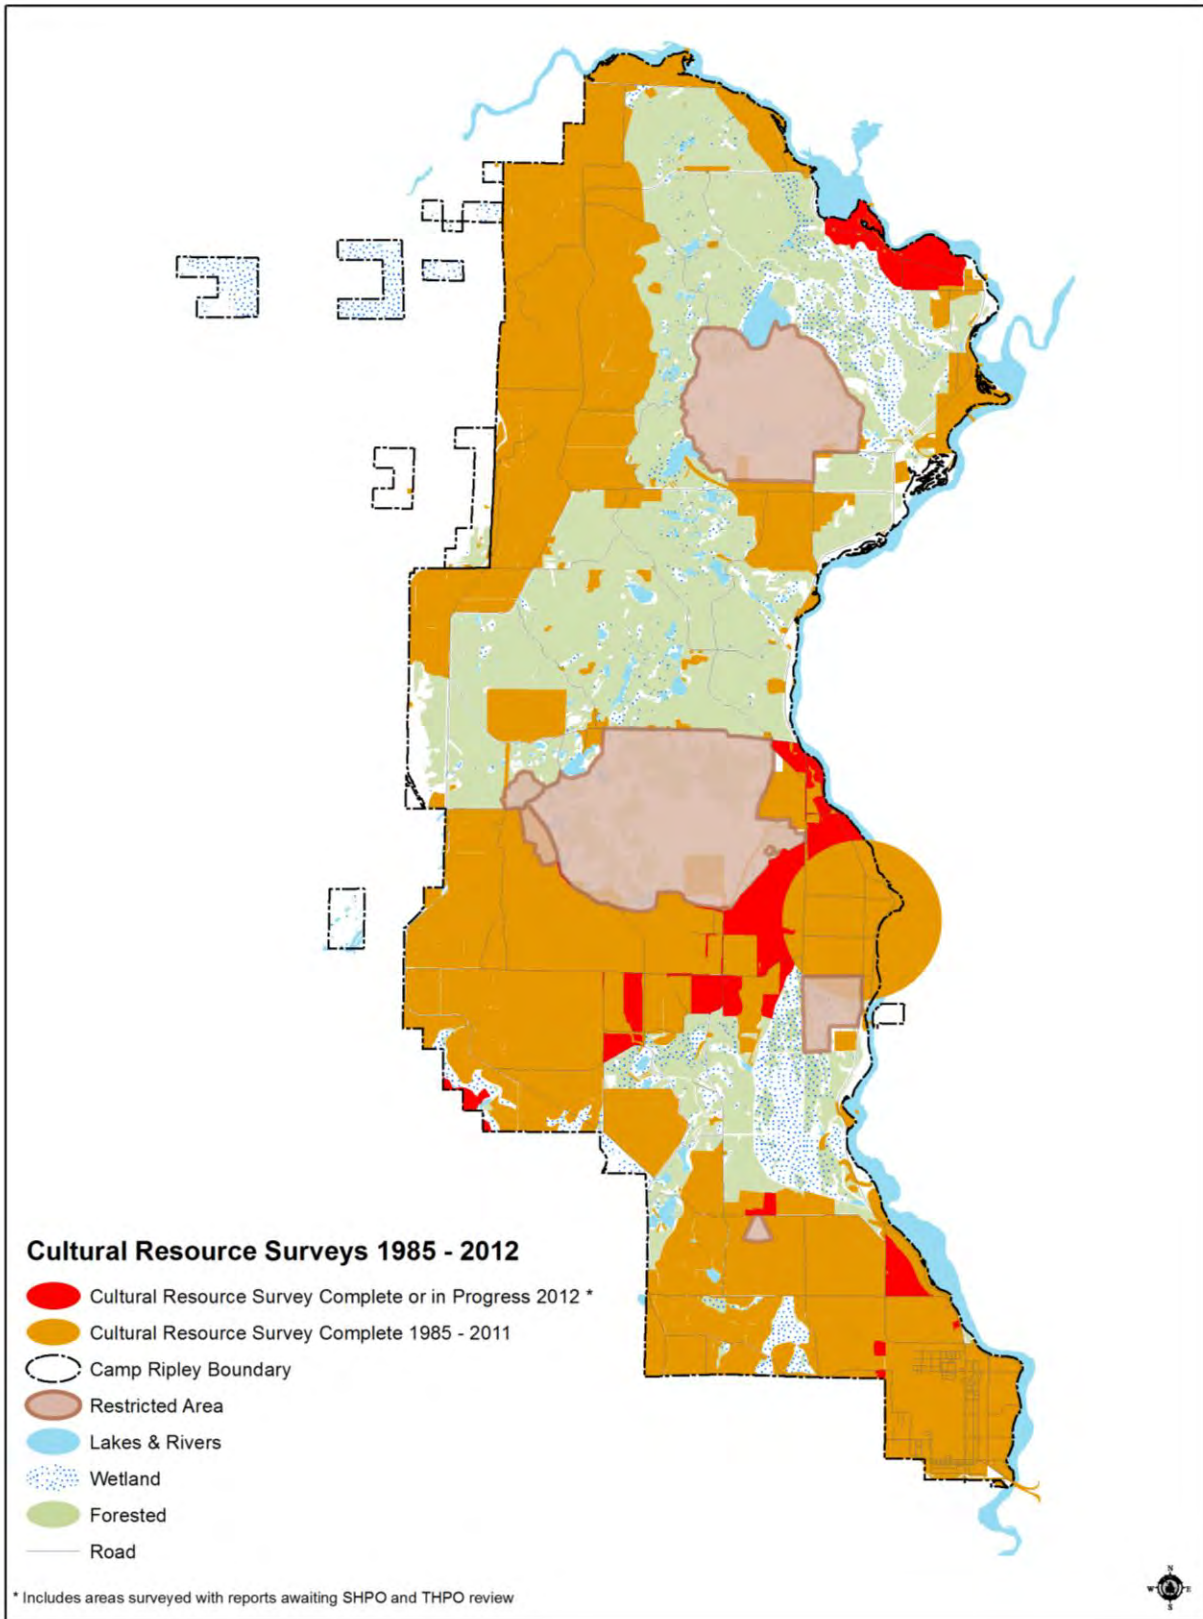 Cultural Resource Surveys 1985 - 2012
Cultural Resource Survey Complete or in Progress 2012 *
Cultural Resource Survey Complete 1985 - 2011
Camp Ripley Boundary
Restricted Area
Lakes & Rivers
Wetland
Forested
Road
* Includes areas surveyed with reports awaiting SHPO and THPO review
N
W E
S